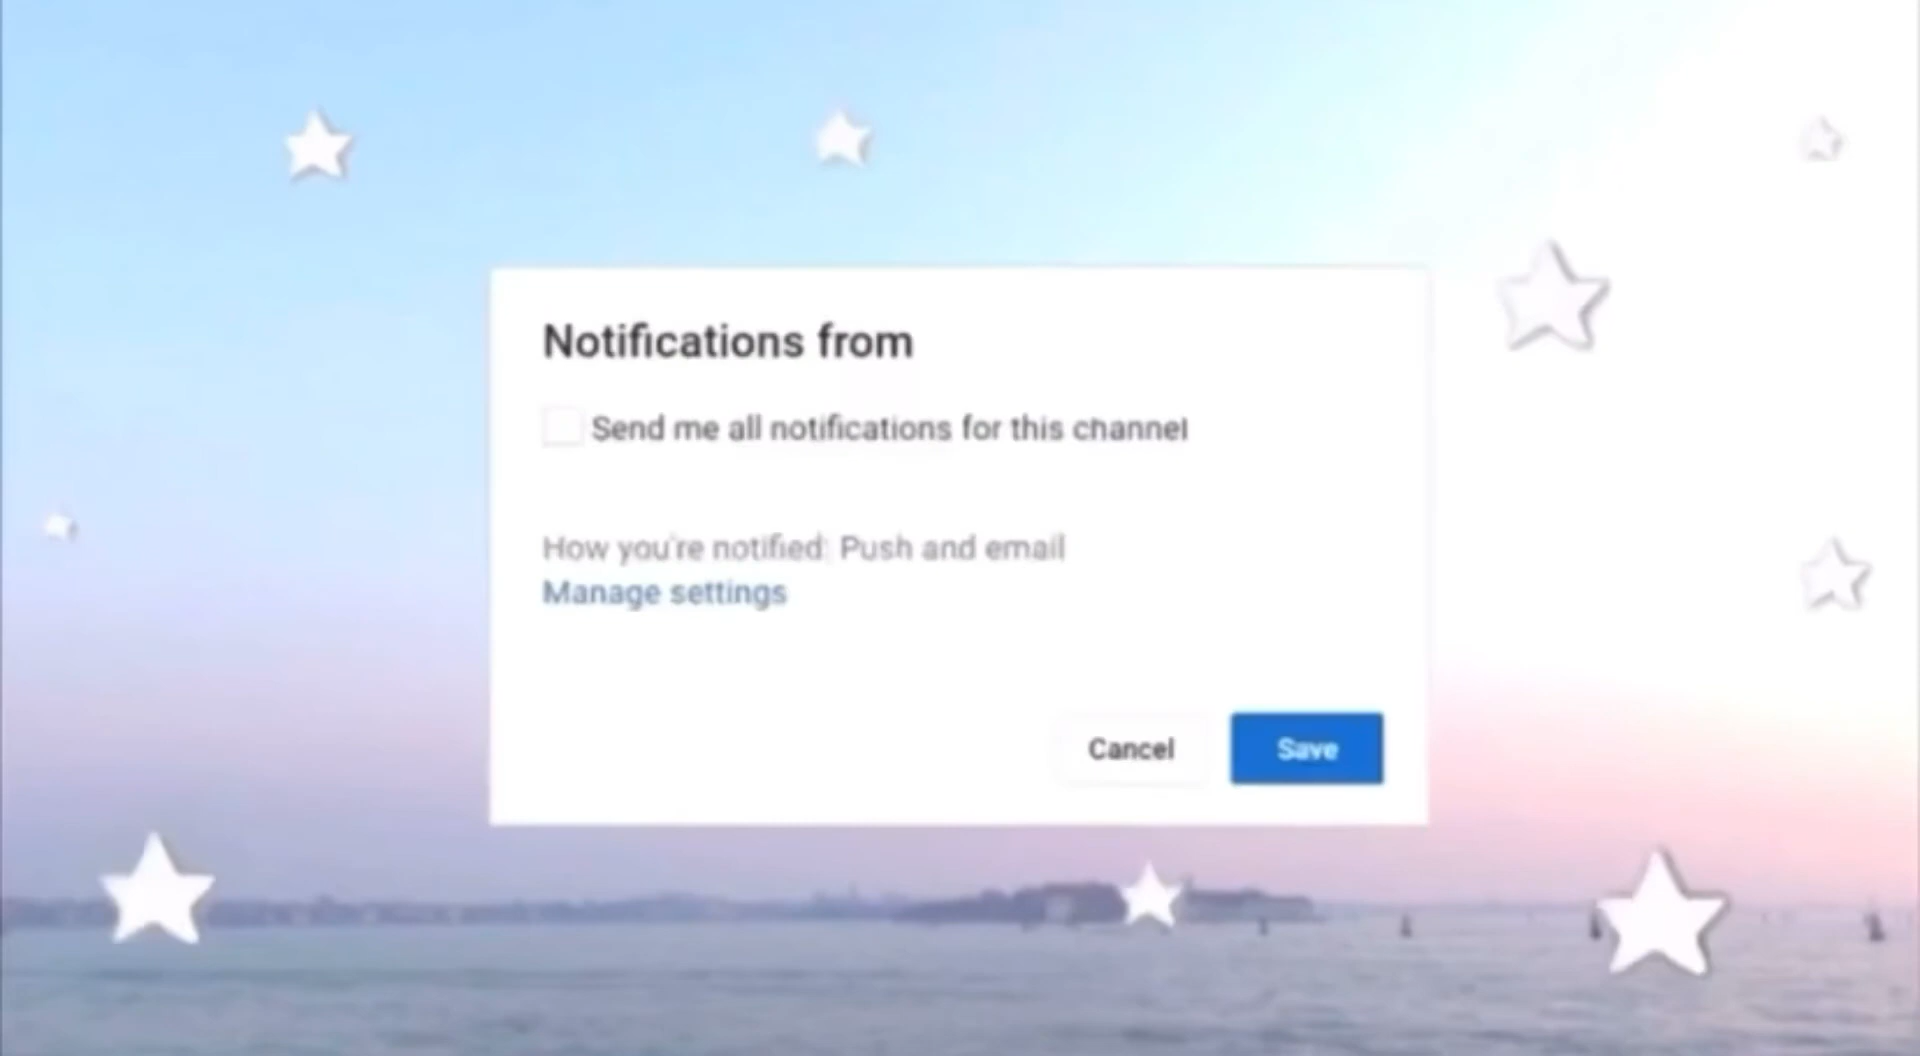 Notifications from
Send me all notifications for this channel
How you're notified: Push and email
Manage settings
Cancel
Save